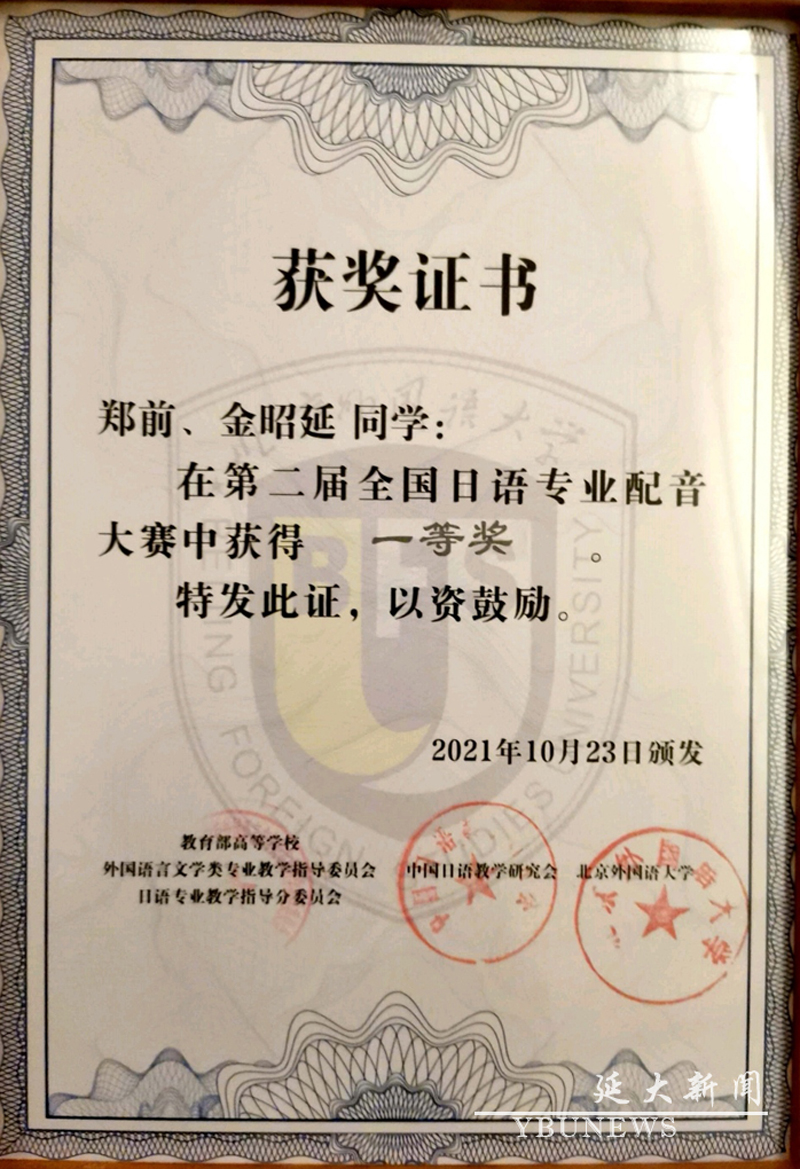 获奖证书
郑前、金昭延 同学：
在第二届全国日语专业配音
大赛中获得 一等奖 。
特发此证，以资鼓励。
2021年10月23日颁发
教育部高等学校
外国语言文学类专业教学指导委员会
日语专业教学指导分委员会
中国日语教学研究会
北京外国语大学
BFSU
FOREIGN STUDIES UNIVERSITY
延大新闻
YBUNEWS